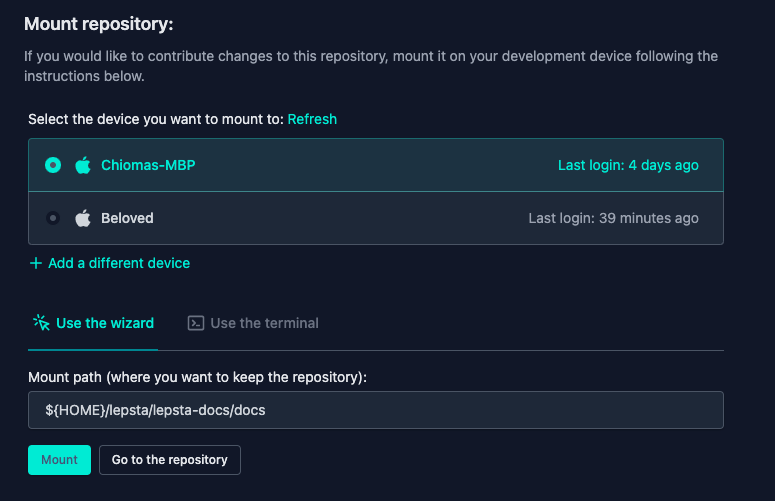 Mount repository:
If you would like to contribute changes to this repository, mount it on your development device following the
instructions below.
Select the device you want to mount to: Refresh
Chiomas-MBP Last login: 4 days ago
Beloved Last login: 39 minutes ago
+ Add a different device
Use the wizard Use the terminal
Mount path (where you want to keep the repository):
${HOME}/lepsta/lepsta-docs/docs
Mount Go to the repository